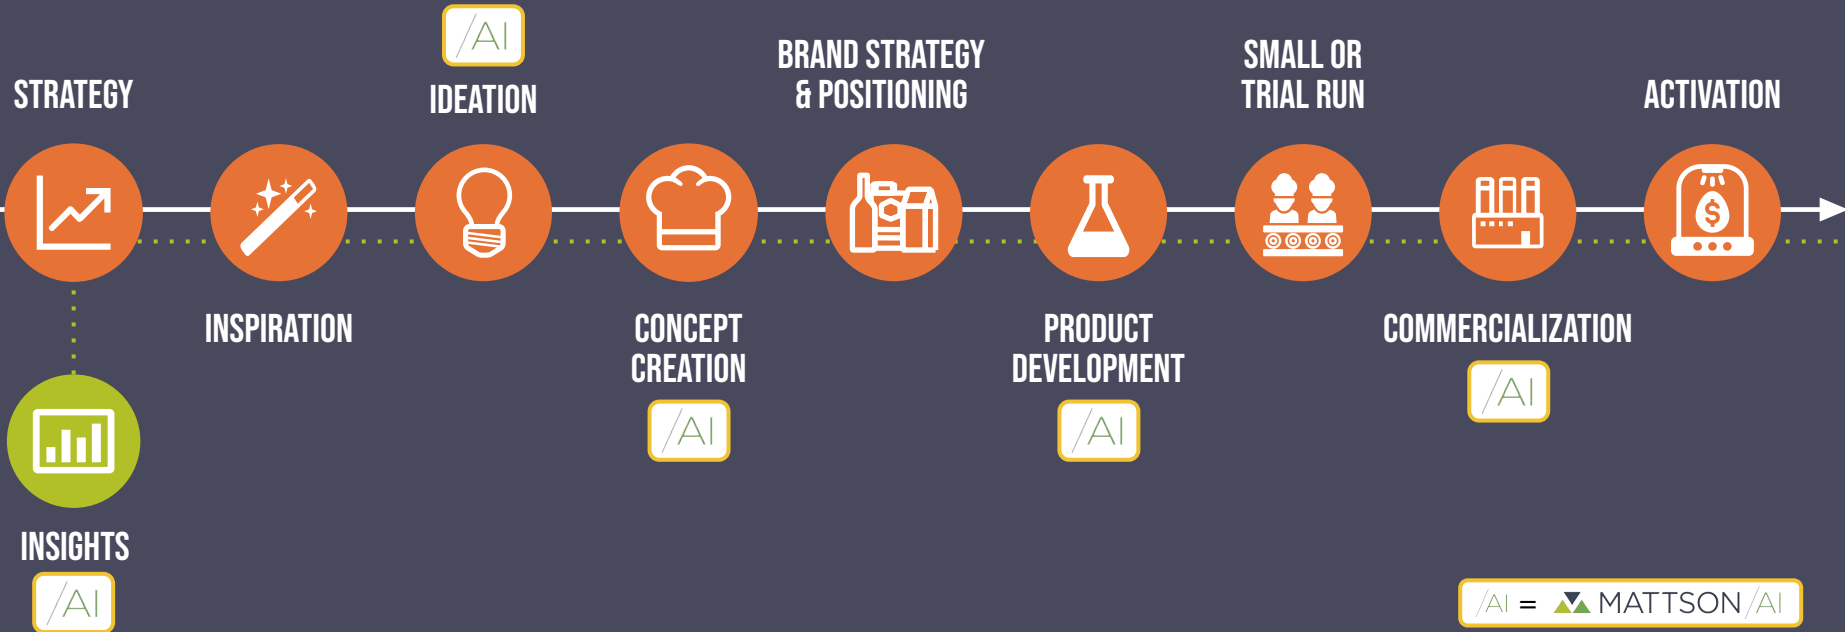 STRATEGY
INSPIRATION
/AI
IDEATION
CONCEPT
CREATION
/AI
BRAND STRATEGY
& POSITIONING
PRODUCT
DEVELOPMENT
/AI
SMALL OR
TRIAL RUN
COMMERCIALIZATION
/AI
ACTIVATION
$
INSIGHTS
/AI
/AI = MATTSON/AI